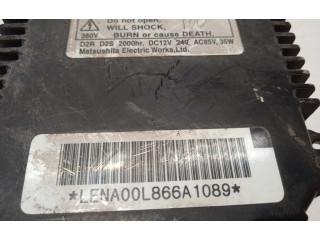 Do not open.
WILL SHOCK,
380V BURN or cause DEATH.
D2R D2S 2000hr. DC12V 24V, AC85V, 35W
Matsushita Electric Works, Ltd.
*LENA00L866A1089*